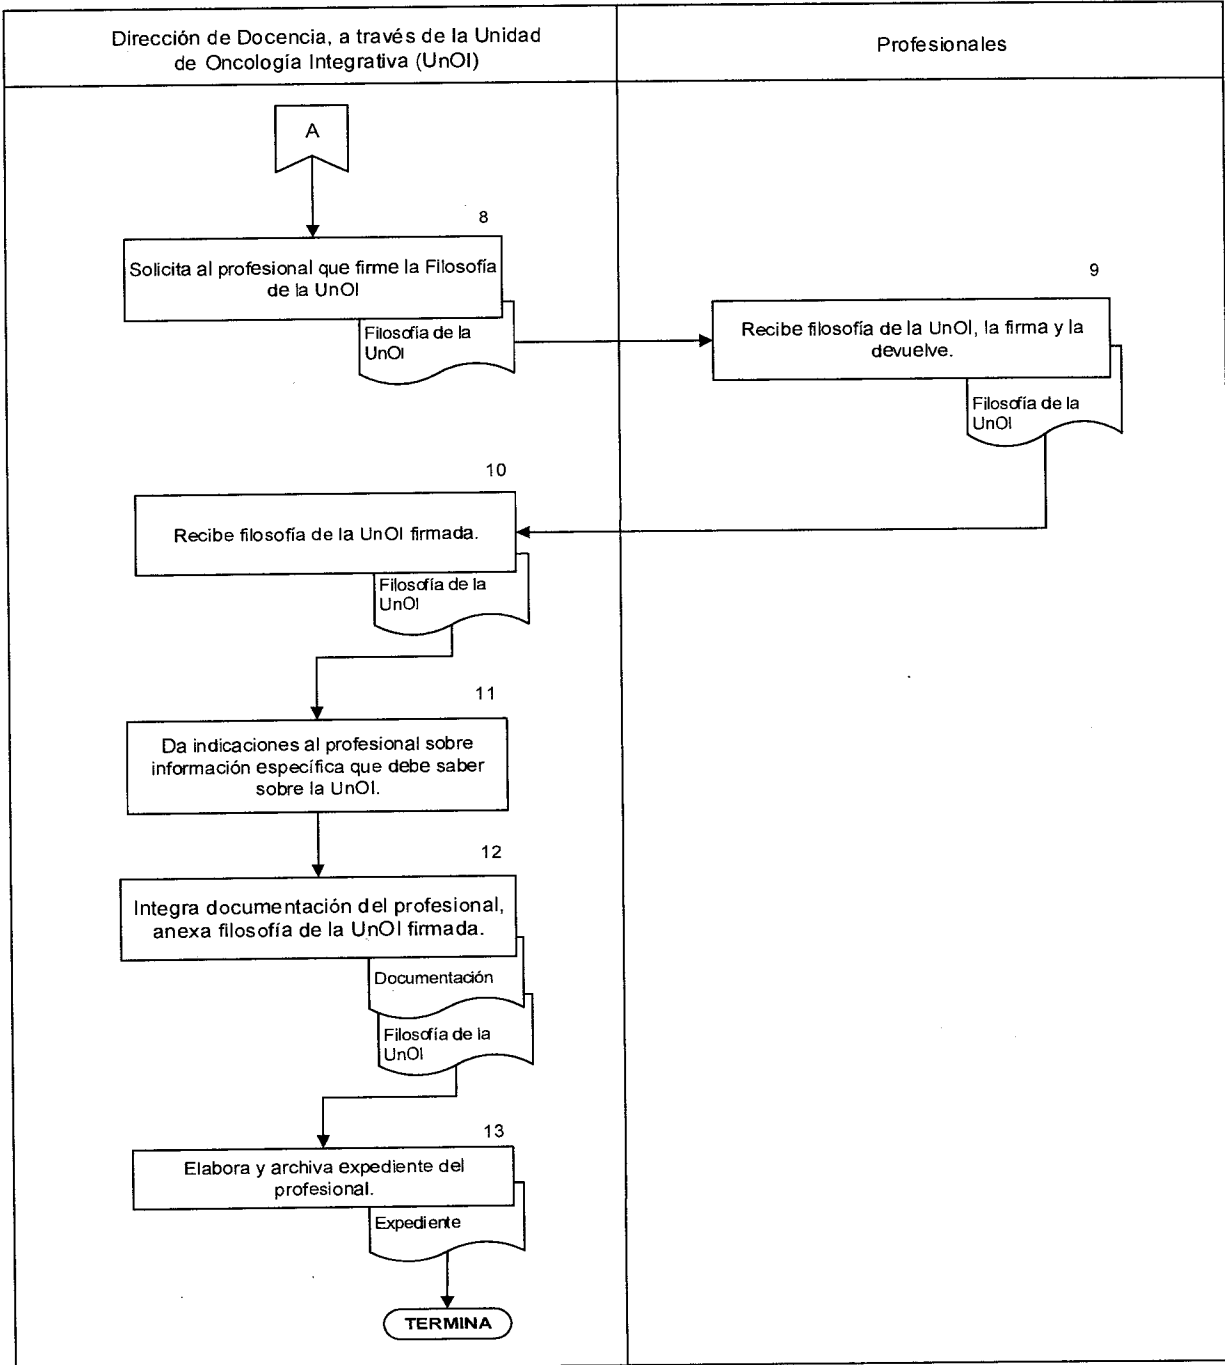 Dirección de Docencia, a través de la Unidad
de Oncología Integrativa (UnOI)
Profesionales
A
8
Solicita al profesional que firme la Filosofía
de la UnOI
Filosofía de la
UnOI
9
Recibe filosofía de la UnOI, la firma y la
devuelve.
Filosofía de la
UnOI
10
Recibe filosofía de la UnOI firmada.
Filosofía de la
UnOI
11
Da indicaciones al profesional sobre
información específica que debe saber
sobre la UnOI.
12
Integra documentación del profesional,
anexa filosofía de la UnOI firmada.
Documentación
Filosofía de la
UnOI
13
Elabora y archiva expediente del
profesional.
Expediente
TERMINA